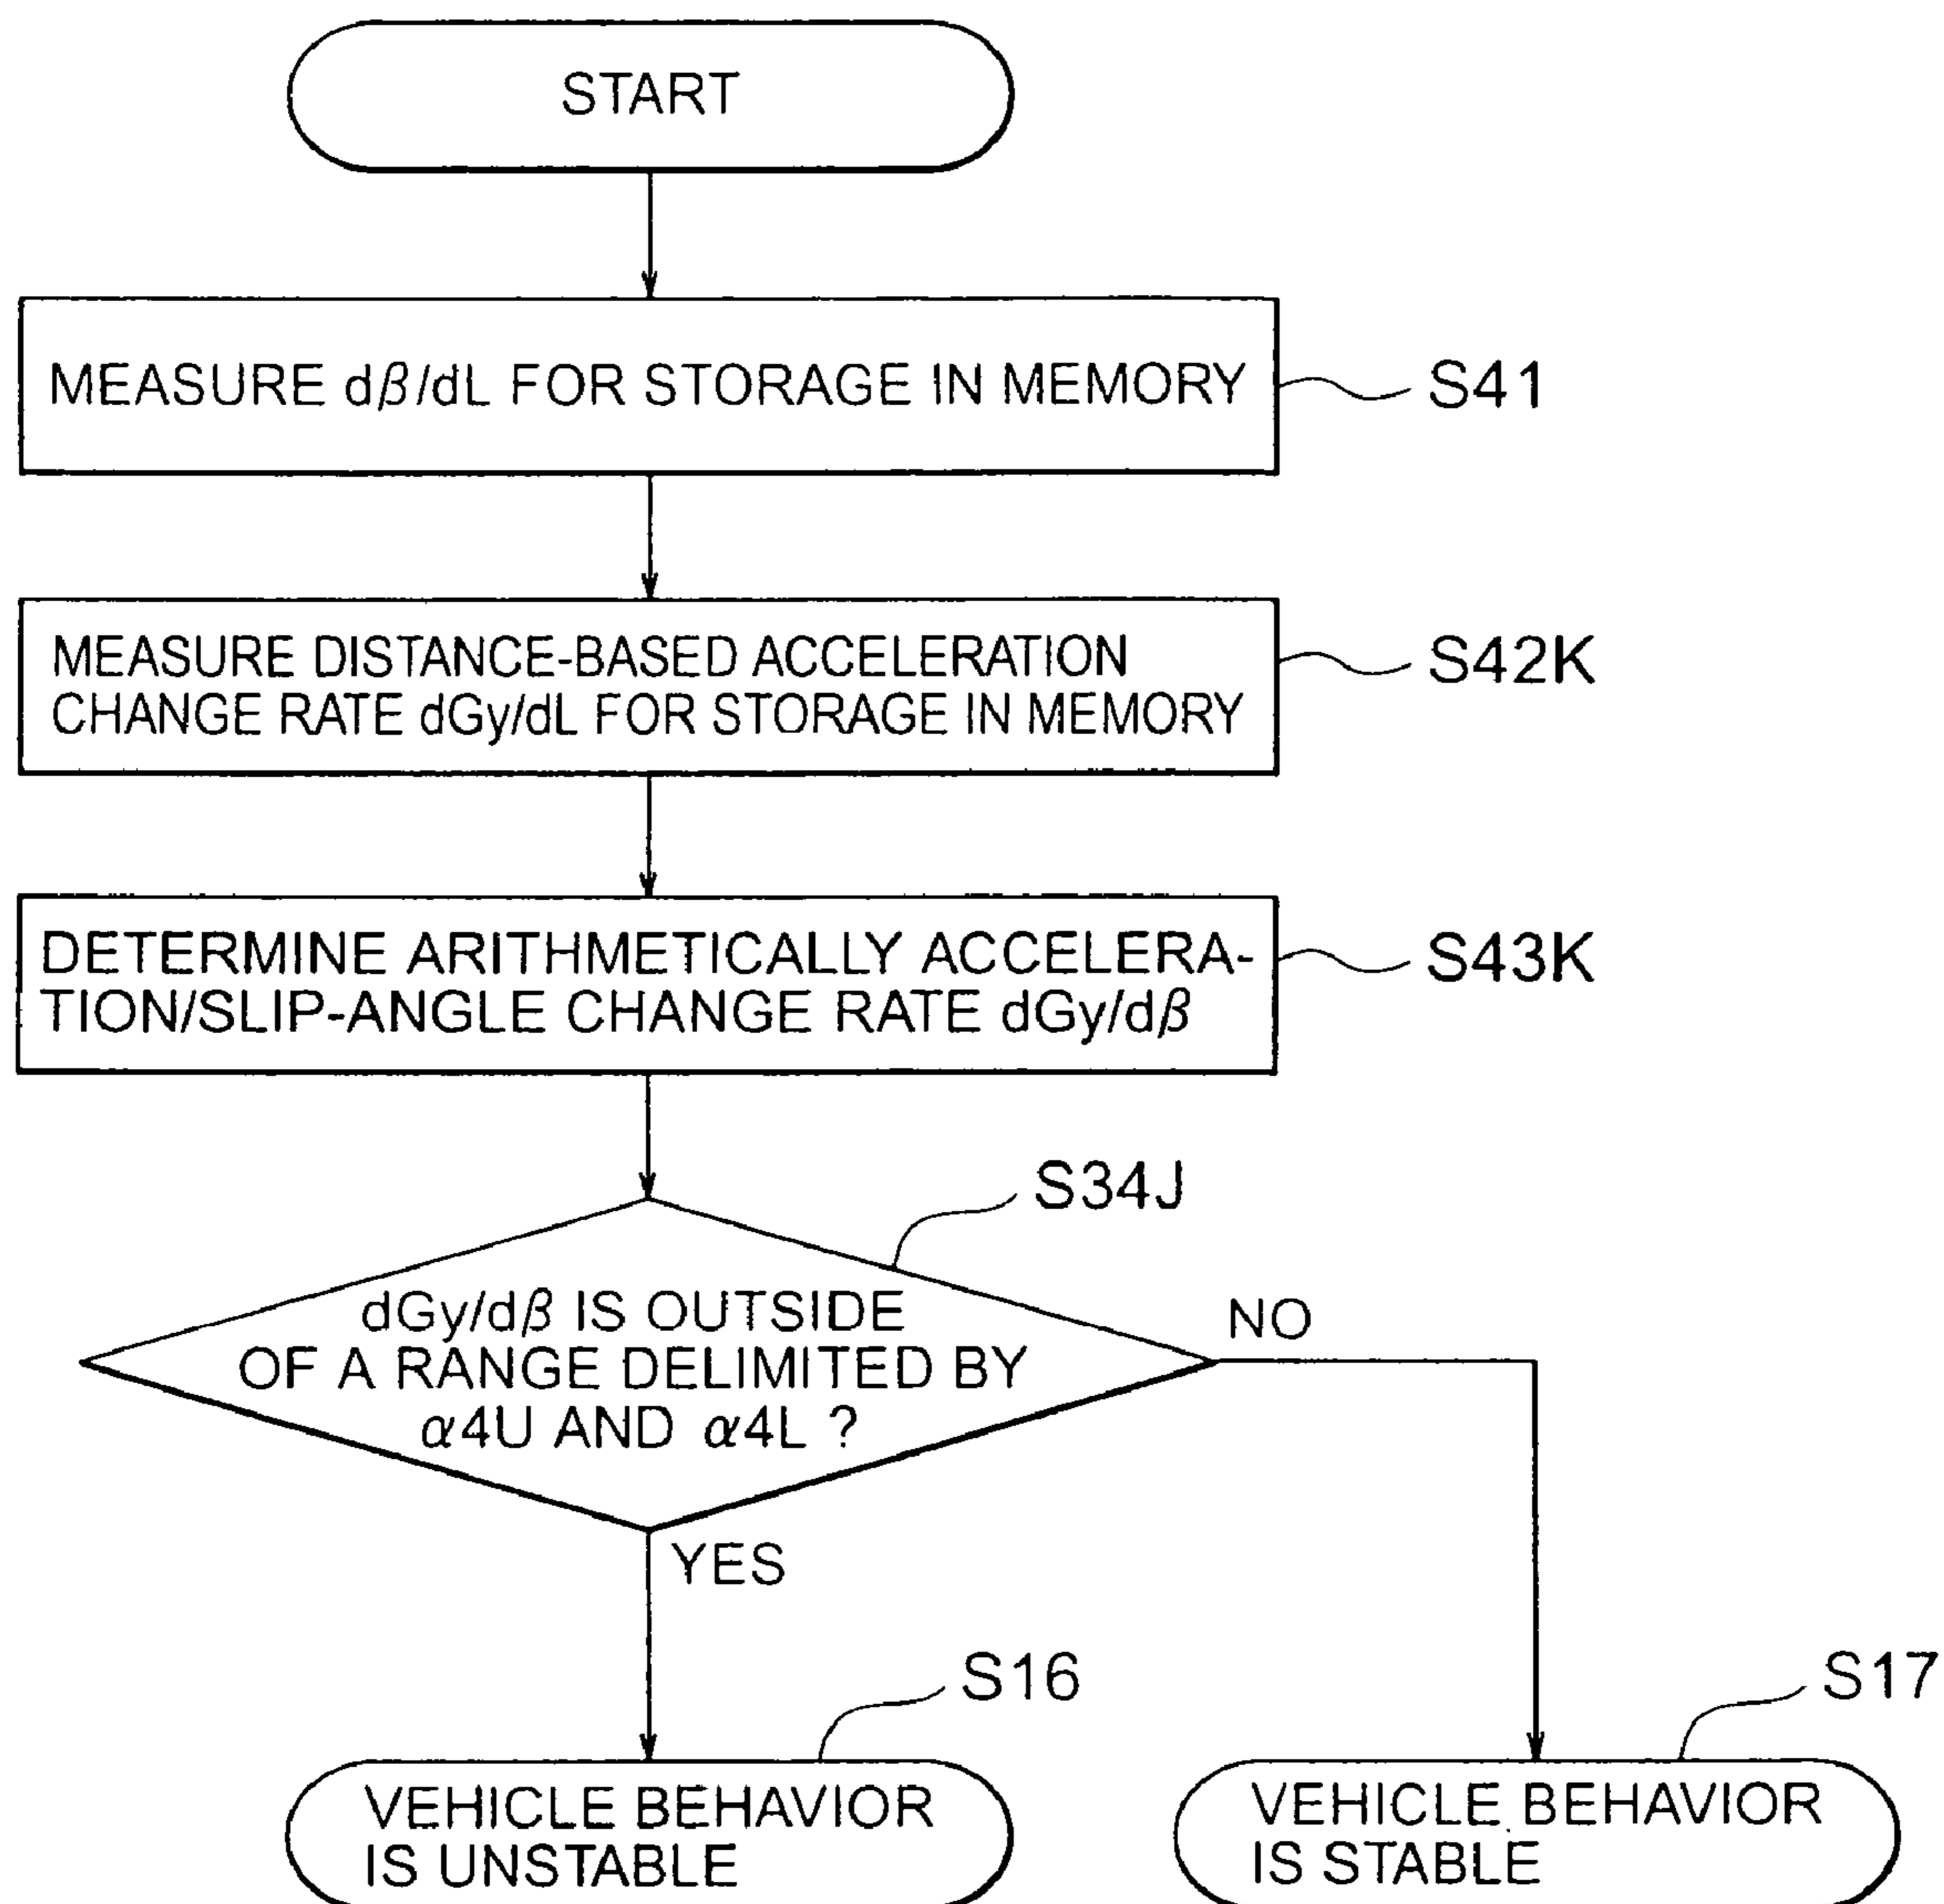 START
MEASURE dβ/dL FOR STORAGE IN MEMORY
S41
MEASURE DISTANCE-BASED ACCELERATION
CHANGE RATE dGy/dL FOR STORAGE IN MEMORY
S42K
DETERMINE ARITHMETICALLY ACCELERA-
TION/SLIP-ANGLE CHANGE RATE dGy/dβ
S43K
S34J
dGy/dβ IS OUTSIDE
OF A RANGE DELIMITED BY
α4U AND α4L ?
NO
YES
S16
VEHICLE BEHAVIOR
IS UNSTABLE
S17
VEHICLE BEHAVIOR
IS STABLE